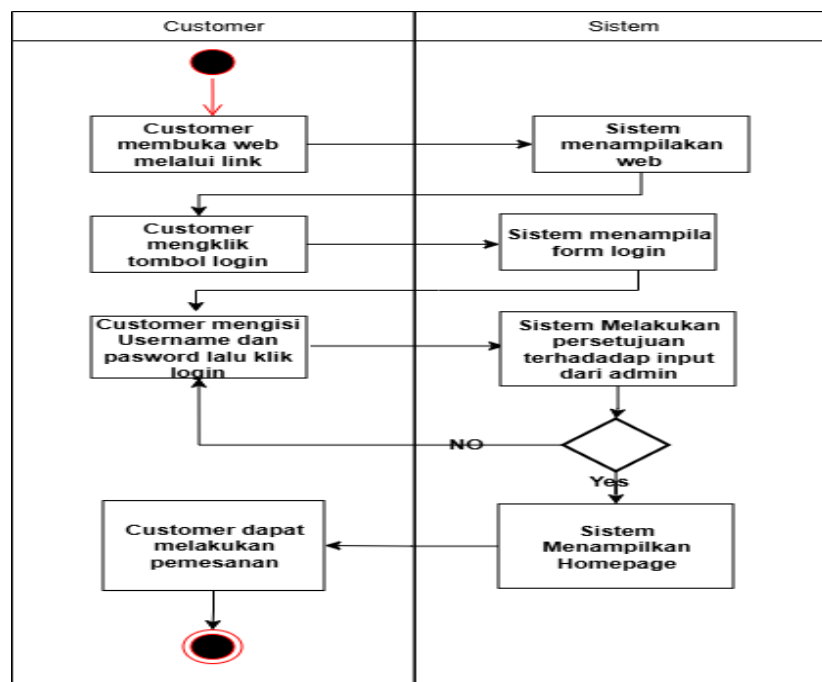 Customer
Sistem
Customer
membuka web
melalui link
Sistem
menampilakan
web
Customer
mengklik
tombol login
Sistem menampila
form login
Customer mengisi
Username dan
pasword lalu klik
login
Sistem Melakukan
persetujuan
terhadadap input
dari admin
NO
Yes
Sistem
Menampilkan
Homepage
Customer dapat
melakukan
pemesanan